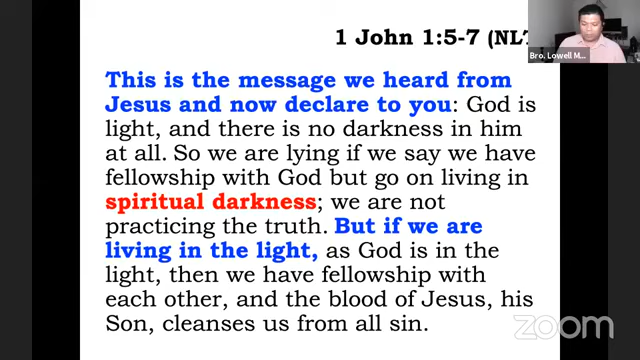 1 John 1:5-7 (NLT
Bro. Lowell M...
This is the message we heard from
Jesus and now declare to you: God is
light, and there is no darkness in him
at all. So we are lying if we say we have
fellowship with God but go on living in
spiritual darkness; we are not
practicing the truth. But if we are
living in the light, as God is in the
light, then we have fellowship with
each other, and the blood of Jesus, his
Son, cleanses us from all sin.
zoom